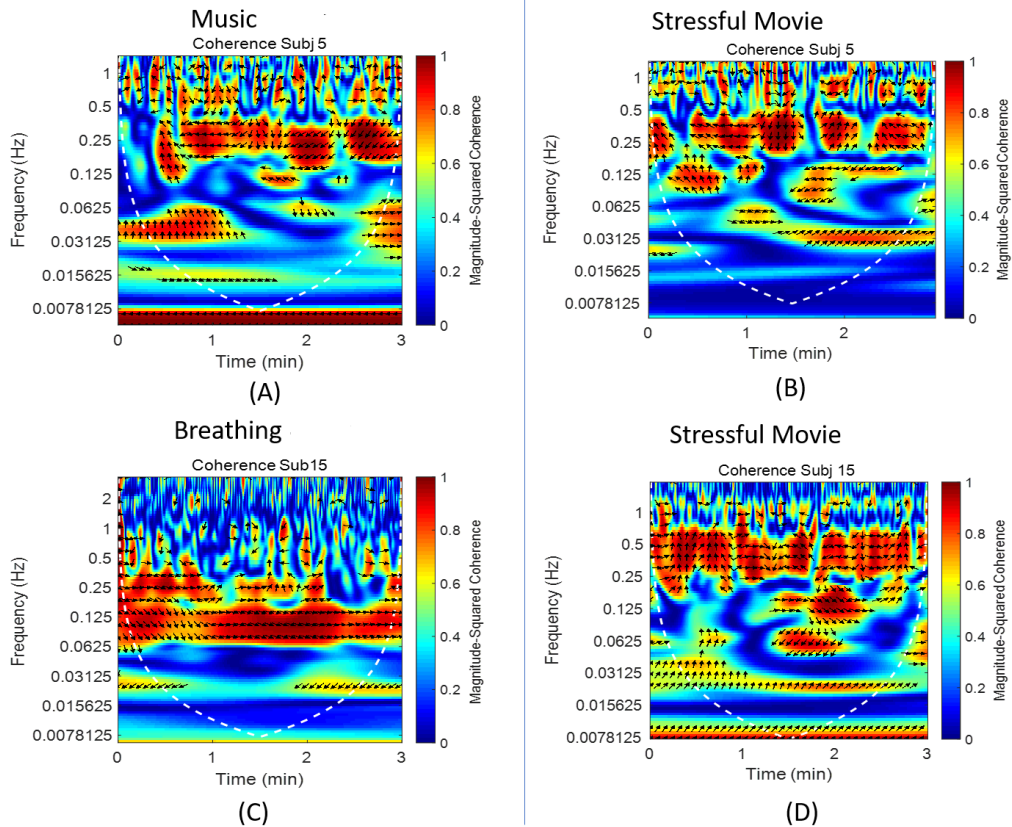 Music
Coherence Subj 5
1
0.5
0.25
0.125
0.0625
0.03125
0.015625
0.0078125
Frequency (Hz)
0 1 2 3
Time (min)
1
0.8
0.6
0.4
0.2
0
Magnitude-Squared Coherence
(A)
Stressful Movie
Coherence Subj 5
1
0.5
0.25
0.125
0.0625
0.03125
0.015625
0.0078125
Frequency (Hz)
0 1 2
Time (min)
1
0.8
0.6
0.4
0.2
0
Magnitude-Squared Coherence
(B)
Breathing
Coherence Sub15
2
1
0.5
0.25
0.125
0.0625
0.03125
0.015625
0.0078125
Frequency (Hz)
0 1 2 3
Time (min)
1
0.8
0.6
0.4
0.2
0
Magnitude-Squared Coherence
(C)
Stressful Movie
Coherence Subj 15
1
0.5
0.25
0.125
0.0625
0.03125
0.015625
0.0078125
Frequency (Hz)
0 1 2 3
Time (min)
1
0.8
0.6
0.4
0.2
0
Magnitude-Squared Coherence
(D)